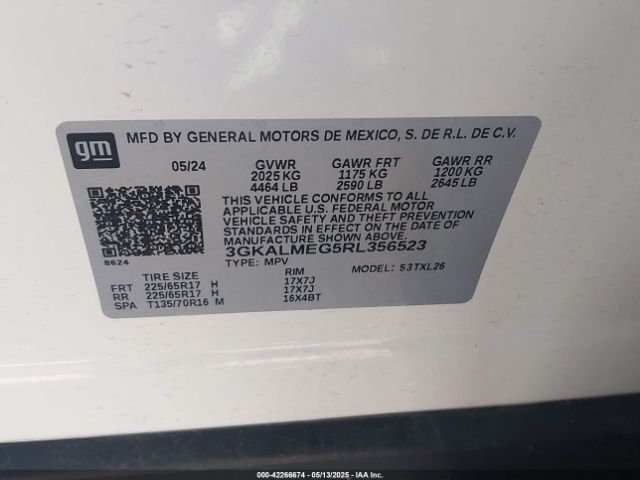 gm
MFD BY GENERAL MOTORS DE MEXICO, S. DE R.L. DE C.V.
05/24 GVWR GAWR FRT GAWR RR
2025 KG 1175 KG 1200 KG
4464 LB 2590 LB 2645 LB
THIS VEHICLE CONFORMS TO ALL
APPLICABLE U.S. FEDERAL MOTOR
VEHICLE SAFETY AND THEFT PREVENTION
STANDARDS IN EFFECT ON THE DATE OF
MANUFACTURE SHOWN ABOVE.
3GKALMEG5RL356523
8624
TYPE: MPV MODEL: 53TXL26
TIRE SIZE RIM
FRT 225/65R17 H 17X7J
RR 225/65R17 H 17X7J
SPA T135/70R16 M 16X4BT
000-42266674 - 05/13/2025 - IAA Inc.